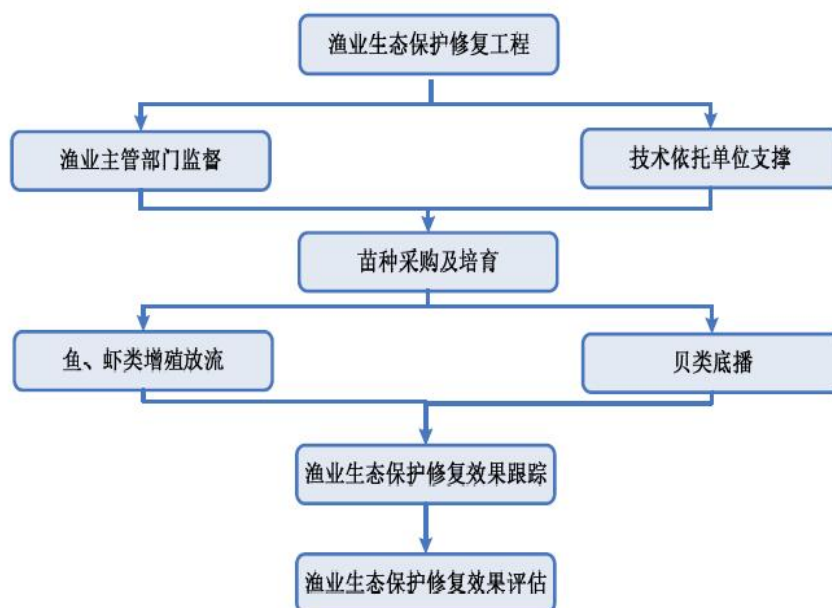 渔业生态保护修复工程
渔业主管部门监督
技术依托单位支撑
苗种采购及培育
鱼、虾类增殖放流
贝类底播
渔业生态保护修复效果跟踪
渔业生态保护修复效果评估